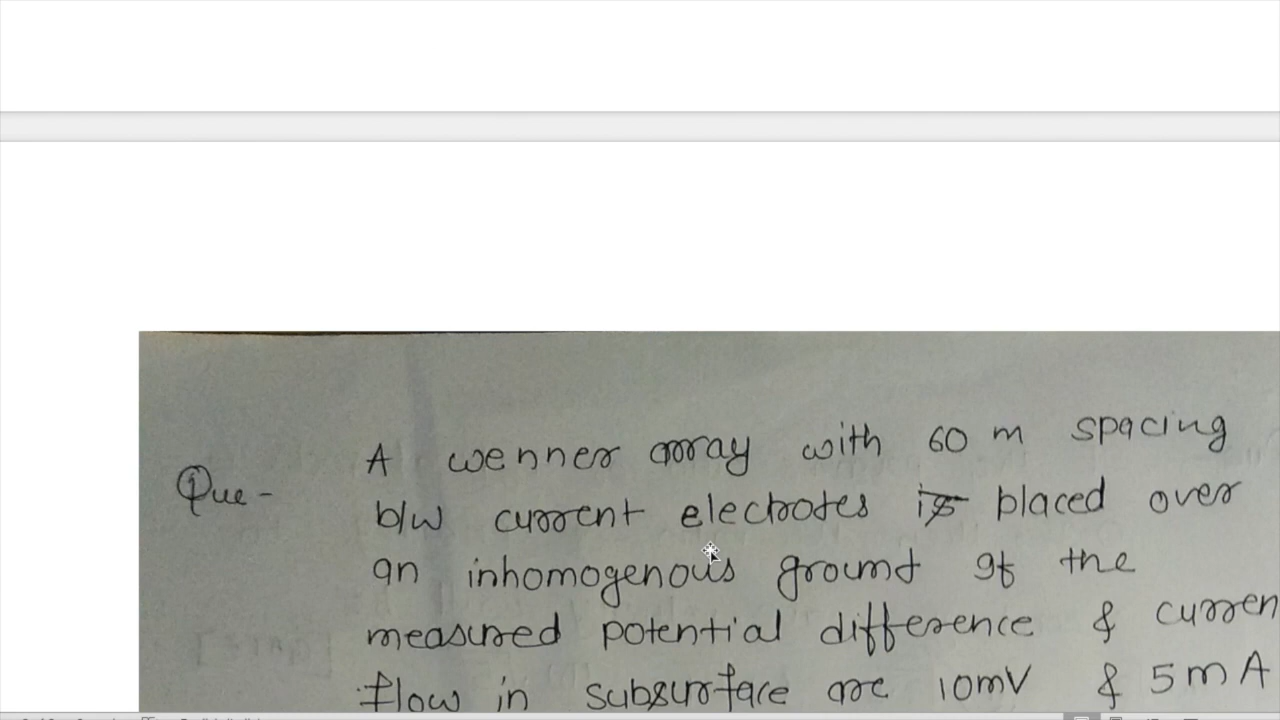 Que - A wenner array with 60 m spacing
b/w current electrotes is placed over
an inhomogenous ground If the
measured potential difference & curren
flow in subsurface are 10mV & 5mA